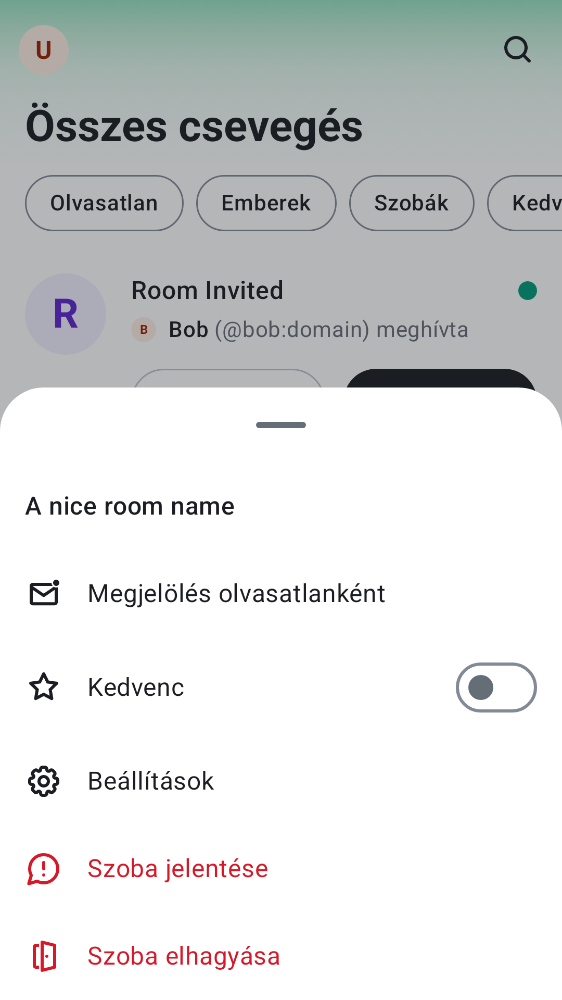 U
Összes csevegés
Olvasatlan Emberek Szobák Kedv
R
Room Invited
B Bob (@bob:domain) meghívta
A nice room name
Megjelölés olvasatlanként
Kedvenc
Beállítások
Szoba jelentése
Szoba elhagyása